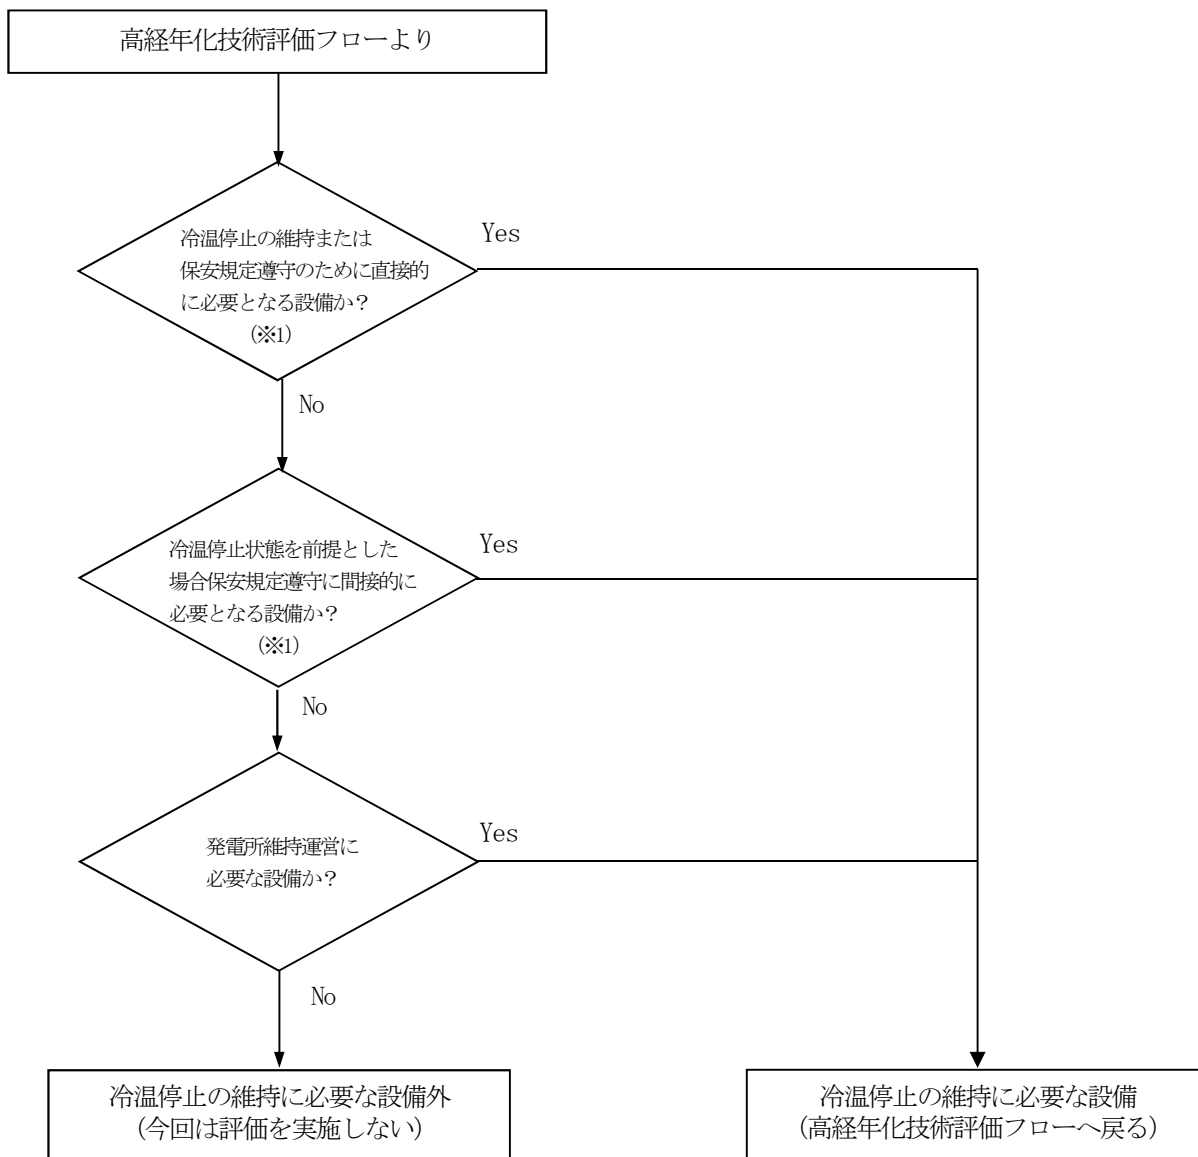 高経年化技術評価フローより
冷温停止の維持または
保安規定遵守のために直接的
に必要となる設備か？
（※1）
Yes
No
冷温停止状態を前提とした
場合保安規定遵守に間接的に
必要となる設備か？
（※1）
Yes
No
発電所維持運営に
必要な設備か？
Yes
No
冷温停止の維持に必要な設備外
（今回は評価を実施しない）
冷温停止の維持に必要な設備
（高経年化技術評価フローへ戻る）